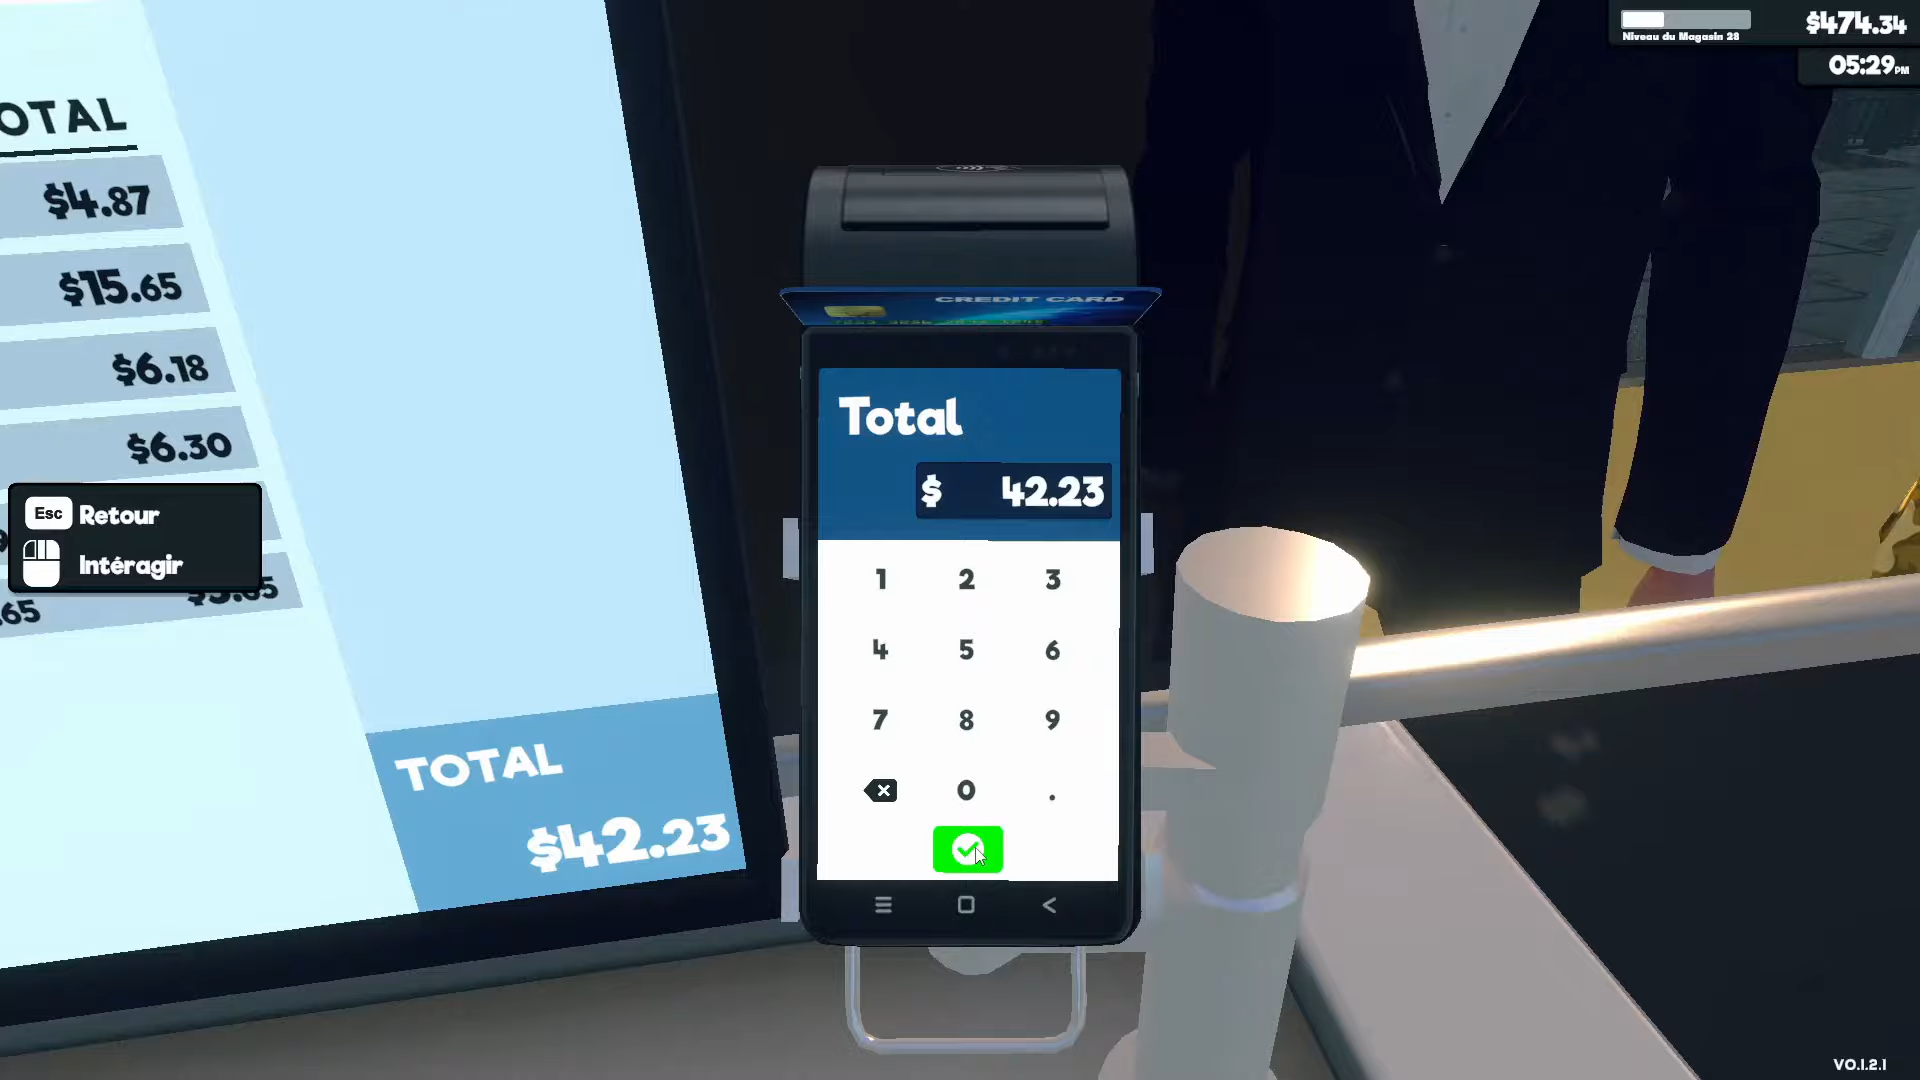 $474.34
Niveau du Magasin 28
05:29PM
OTAL
$4.87
$15.65
$6.18
$6.30
Esc Retour
Intéragir
.65
TOTAL
$42.23
CREDIT CARD
Total
$ 42.23
1 2 3
4 5 6
7 8 9
0 .
V0.1.2.1